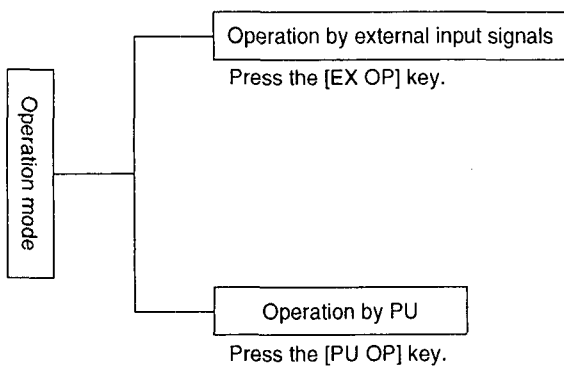 Operation mode
Operation by external input signals
Press the [EX OP] key.
Operation by PU
Press the [PU OP] key.